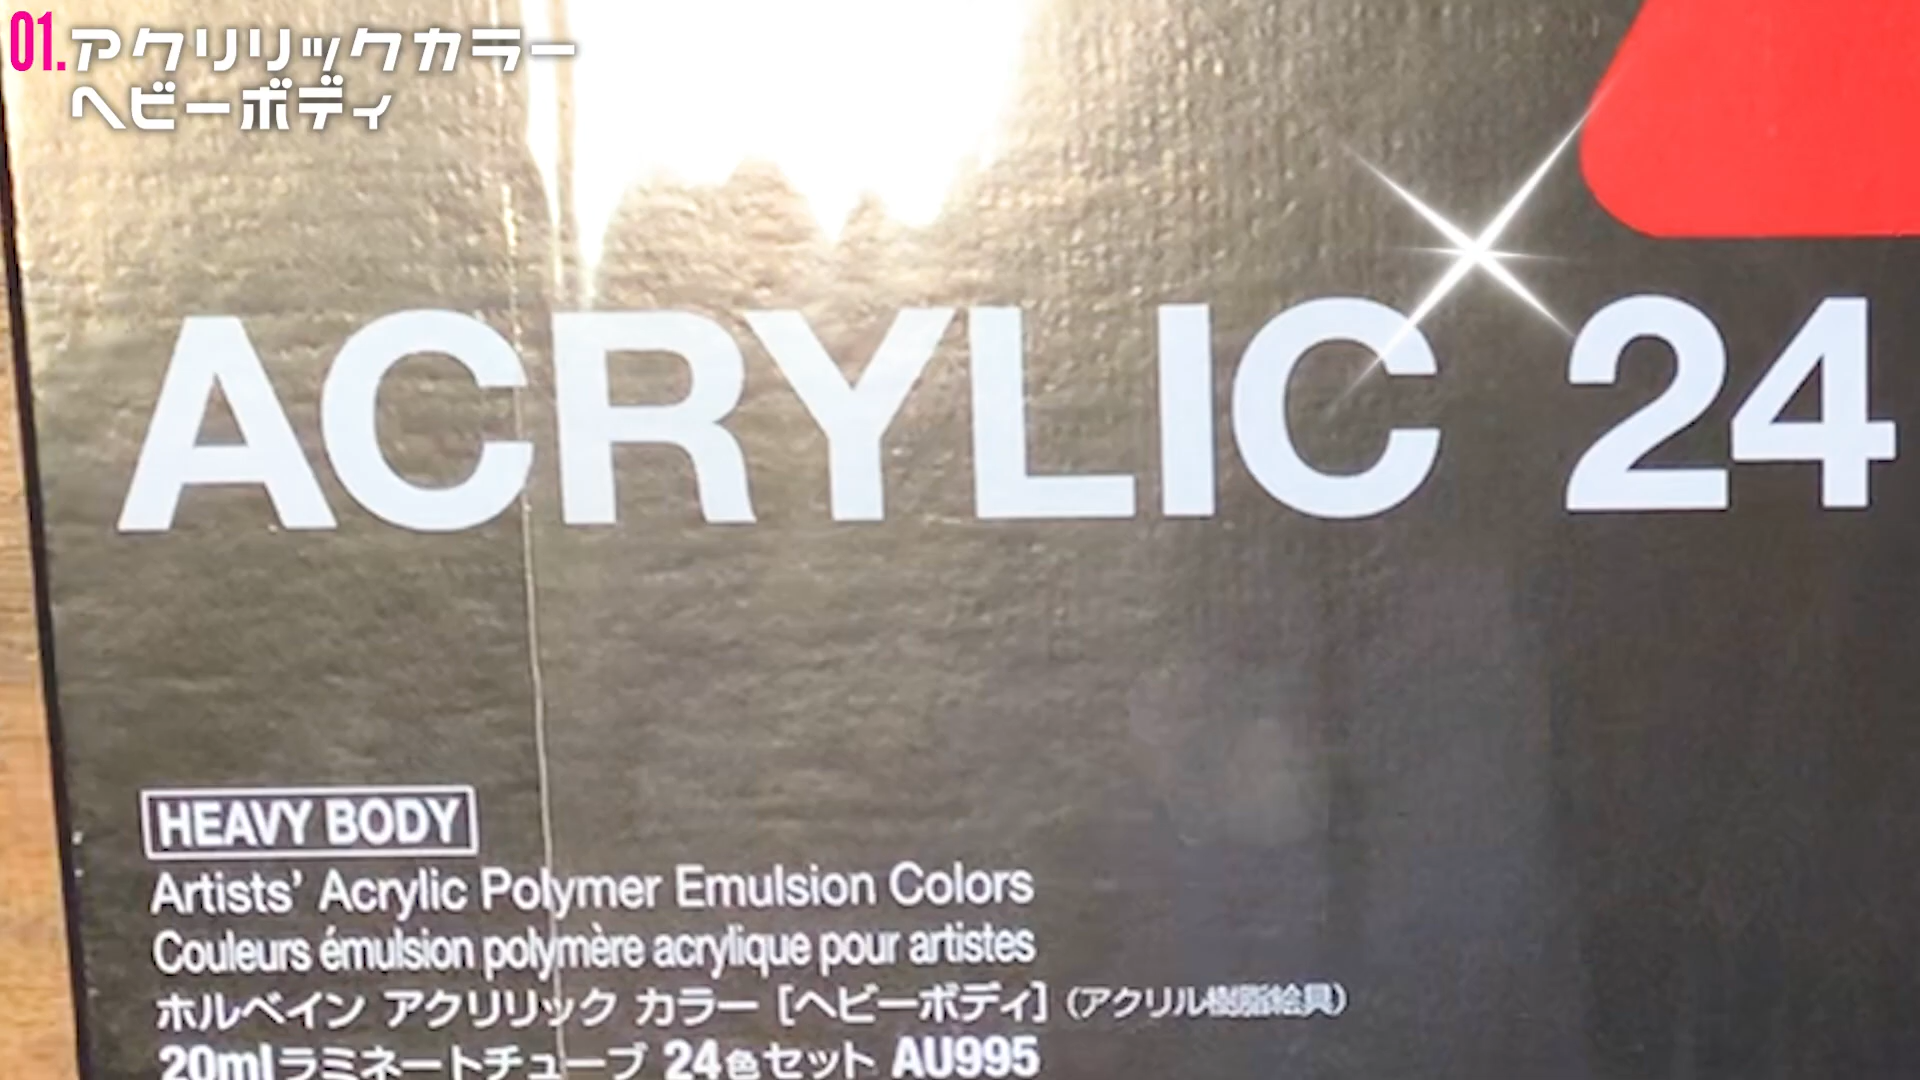 01.アクリリックカラー
ヘビーボディ
ACRYLIC 24
HEAVY BODY
Artists' Acrylic Polymer Emulsion Colors
Couleurs émulsion polymère acrylique pour artistes
ホルベイン アクリリック カラー [ヘビーボディ] (アクリル樹脂絵具)
20mlラミネートチューブ 24色セット AU995